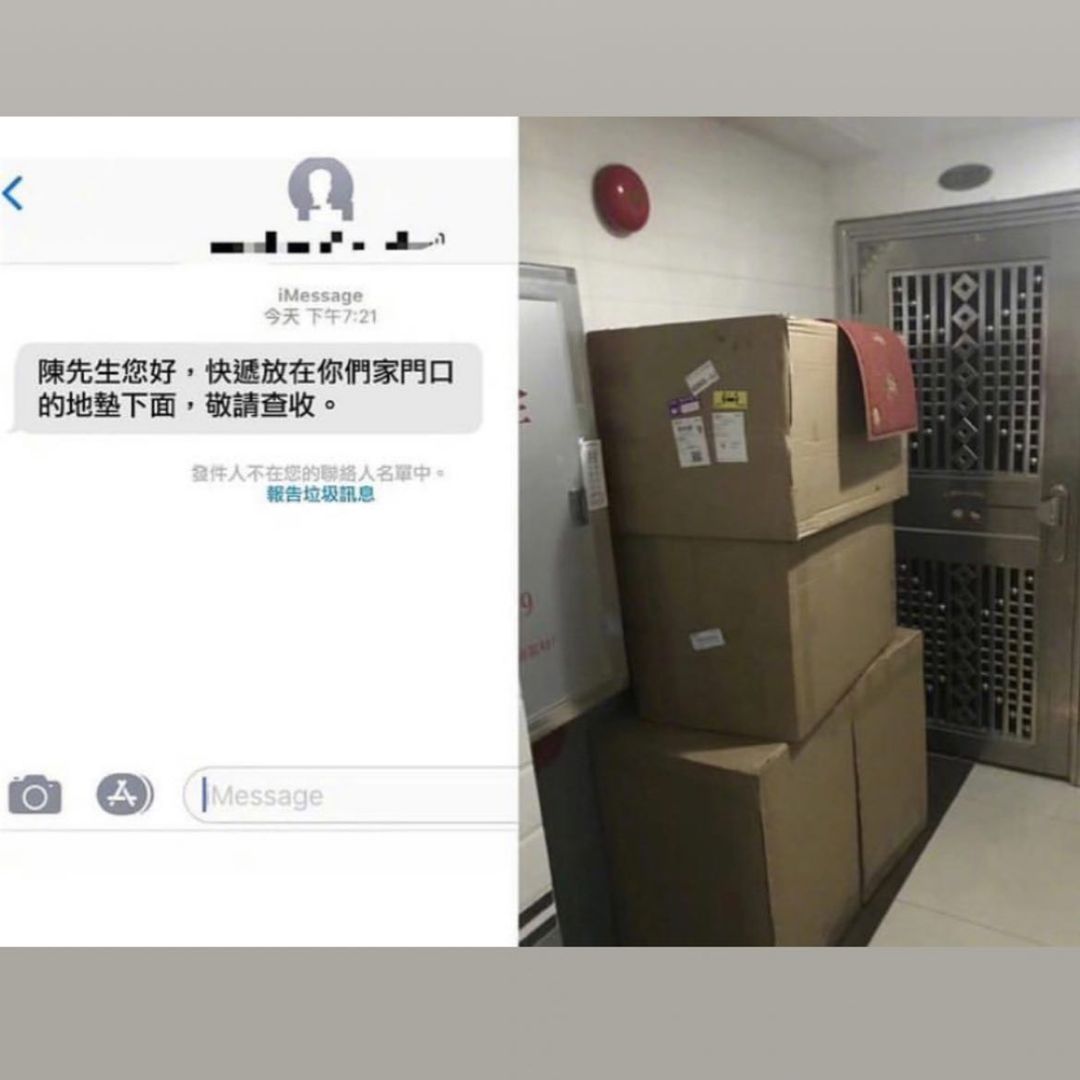 iMessage
今天 下午7:21
陳先生您好，快遞放在你們家門口
的地墊下面，敬請查收。
發件人不在您的聯絡人名單中。
報告垃圾訊息
Message
9